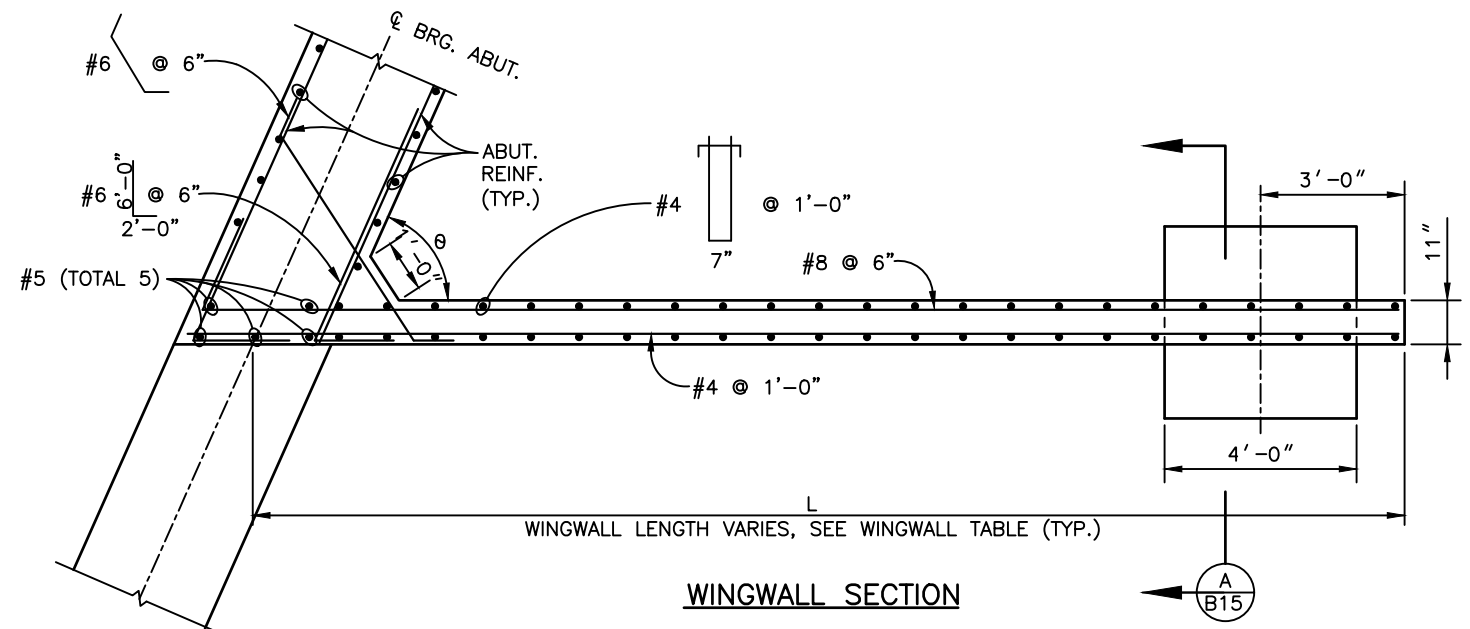 ℄ BRG. ABUT.
#6 @ 6”
ABUT.
REINF.
(TYP.)
#6 @ 6”
6’-0”
2’-0”
#4 @ 1’-0”
7”
3’-0”
11”
θ
1’-0”
#8 @ 6”
#5 (TOTAL 5)
#4 @ 1’-0”
4’-0”
L
WINGWALL LENGTH VARIES, SEE WINGWALL TABLE (TYP.)
WINGWALL SECTION
A
B15